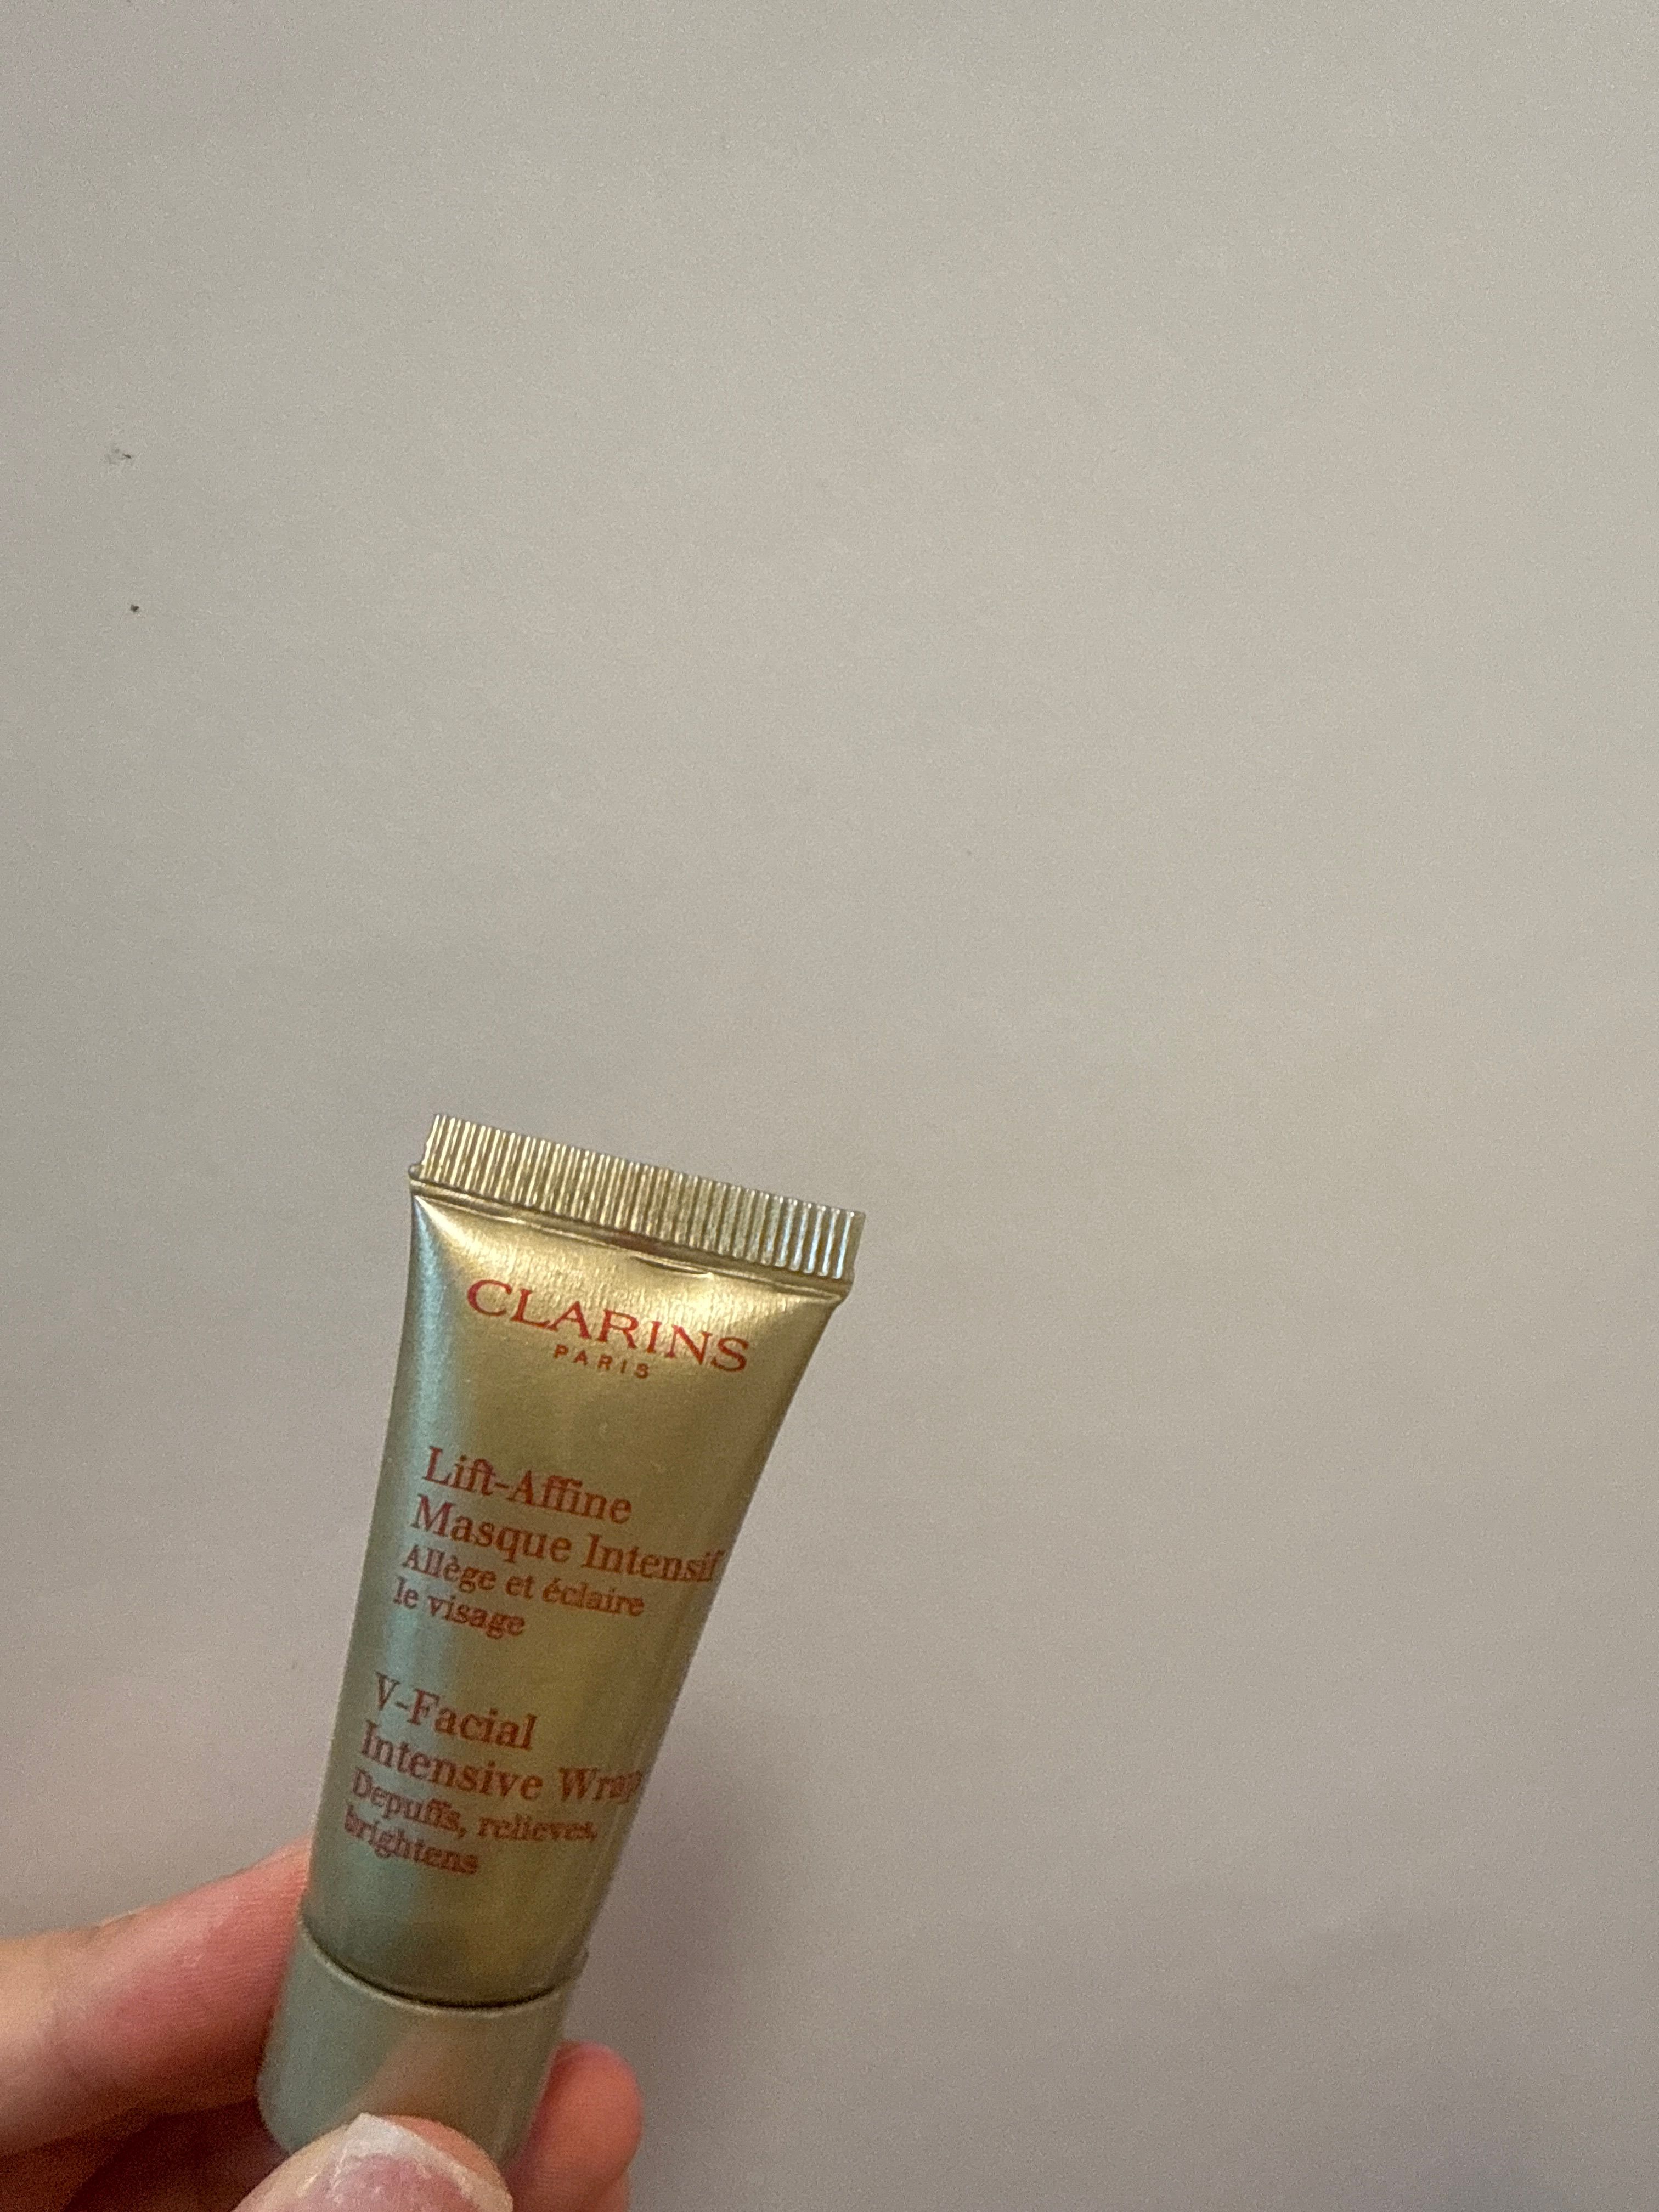 CLARINS
PARIS
Lift-Affine
Masque Intensif
Allège et éclaire
le visage
V-Facial
Intensive Wrap
Depuffs, relieves,
brightens